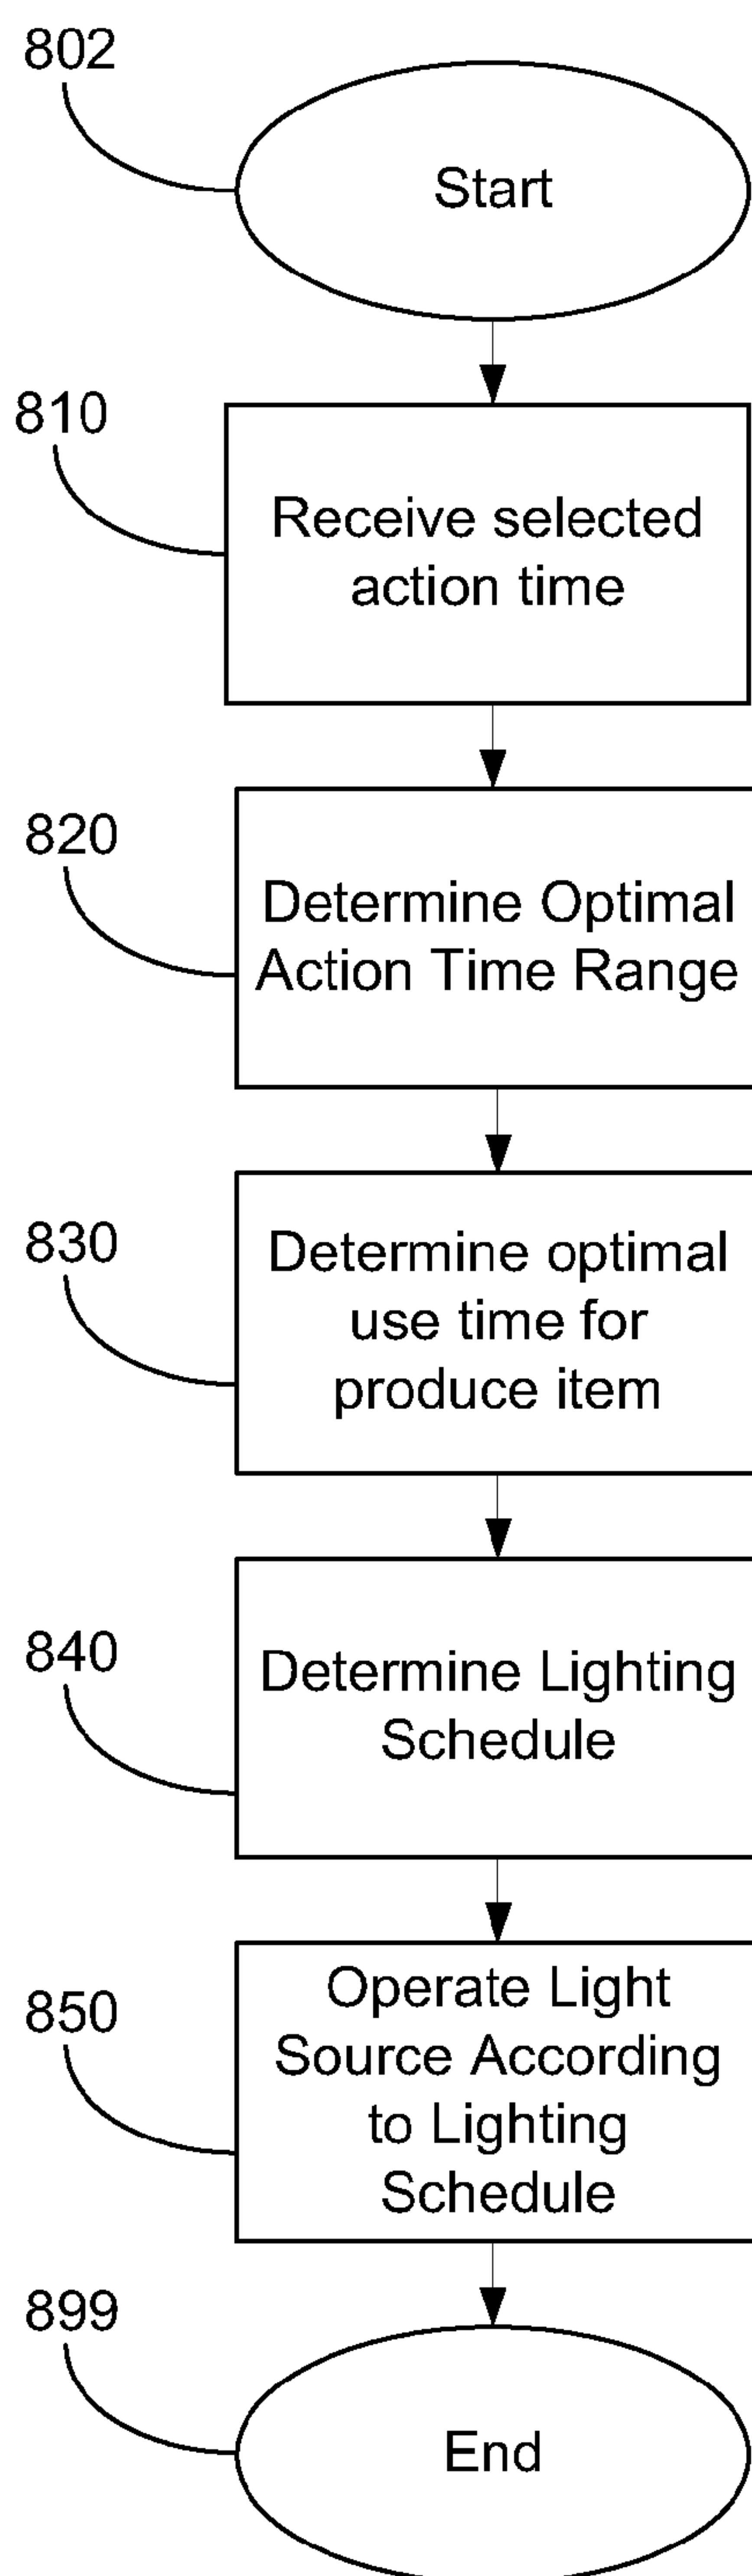 802
Start
810
Receive selected
action time
820
Determine Optimal
Action Time Range
830
Determine optimal
use time for
produce item
840
Determine Lighting
Schedule
850
Operate Light
Source According
to Lighting
Schedule
899
End